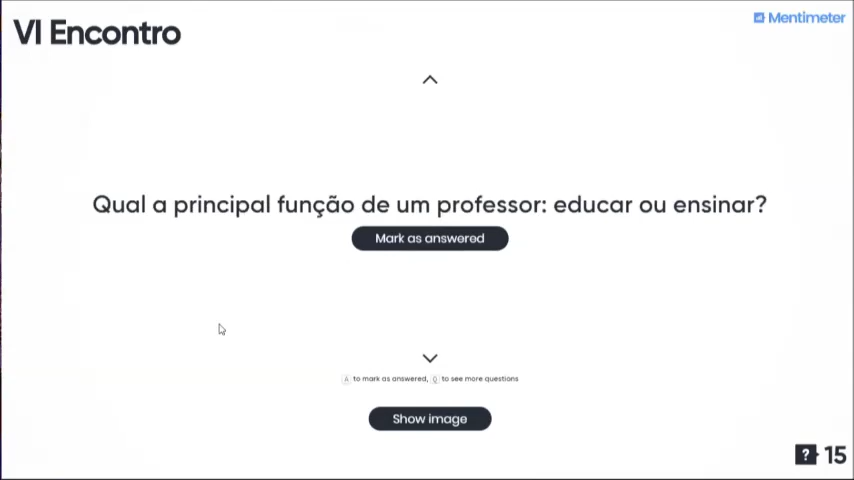 VI Encontro
Mentimeter
Qual a principal função de um professor: educar ou ensinar?
Mark as answered
A to mark as answered, Q to see more questions
Show image
? 15